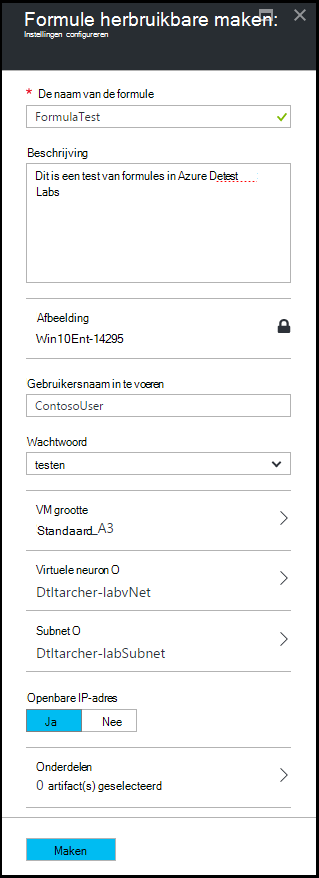 Formule herbruikbare maken:
Instellingen configureren
* De naam van de formule
FormulaTest
Beschrijving
Dit is een test van formules in Azure Detest
Labs
Afbeelding
Win10Ent-14295
Gebruikersnaam in te voeren
ContosoUser
Wachtwoord
testen
VM grootte
Standaard_A3
Virtuele neuron O
Dtltarcher-labvNet
Subnet O
Dtltarcher-labSubnet
Openbare IP-adres
Ja Nee
Onderdelen
0 artifact(s) geselecteerd
Maken